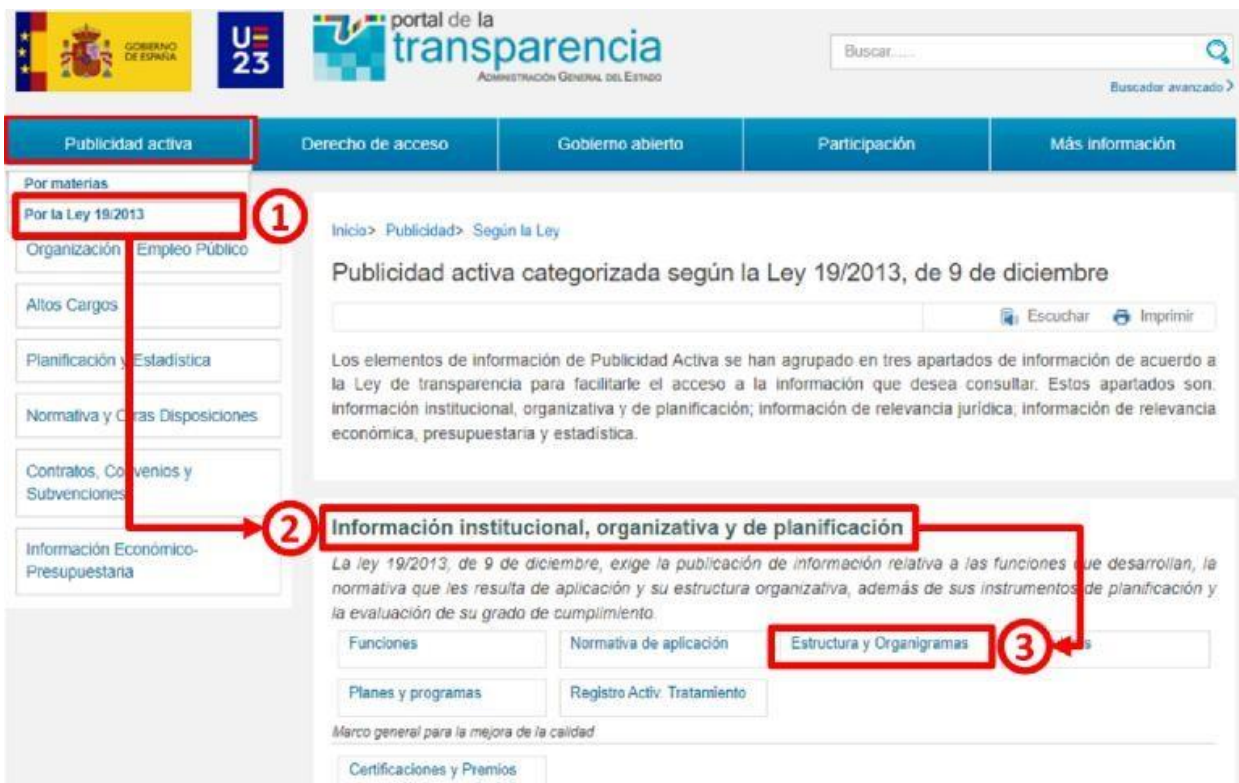 GOBIERNO
DE ESPAÑA
UE
23
portal de la
transparencia
ADMINISTRACIÓN GENERAL DEL ESTADO
Buscar......
Buscador avanzado >
Publicidad activa
Derecho de acceso
Gobierno abierto
Participación
Más información
Por materias
Por la Ley 19/2013
1
Organización Empleo Público
Altos Cargos
Planificación y Estadística
Normativa y Otras Disposiciones
Contratos, Convenios y
Subvenciones
Información Económico-
Presupuestaria
Inicio> Publicidad> Según la Ley
Publicidad activa categorizada según la Ley 19/2013, de 9 de diciembre
Escuchar
Imprimir
Los elementos de información de Publicidad Activa se han agrupado en tres apartados de información de acuerdo a
la Ley de transparencia para facilitarle el acceso a la información que desea consultar. Estos apartados son:
información institucional, organizativa y de planificación; información de relevancia jurídica; información de relevancia
económica, presupuestaria y estadística.
2
Información institucional, organizativa y de planificación
La ley 19/2013, de 9 de diciembre, exige la publicación de información relativa a las funciones que desarrollan, la
normativa que les resulta de aplicación y su estructura organizativa, además de sus instrumentos de planificación y
la evaluación de su grado de cumplimiento.
Funciones
Normativa de aplicación
Estructura y Organigramas
3
Planes y programas
Registro Activ. Tratamiento
Marco general para la mejora de la calidad
Certificaciones y Premios